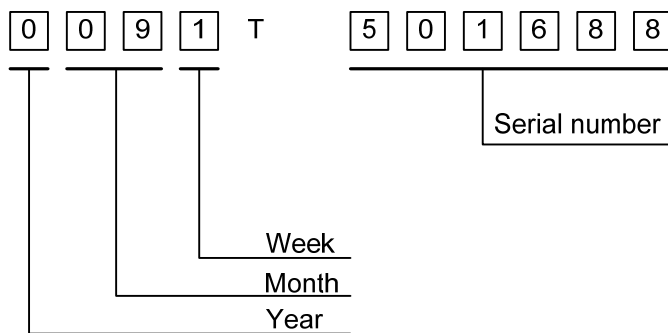 0 0 9 1 T 5 0 1 6 8 8
Serial number
Week
Month
Year